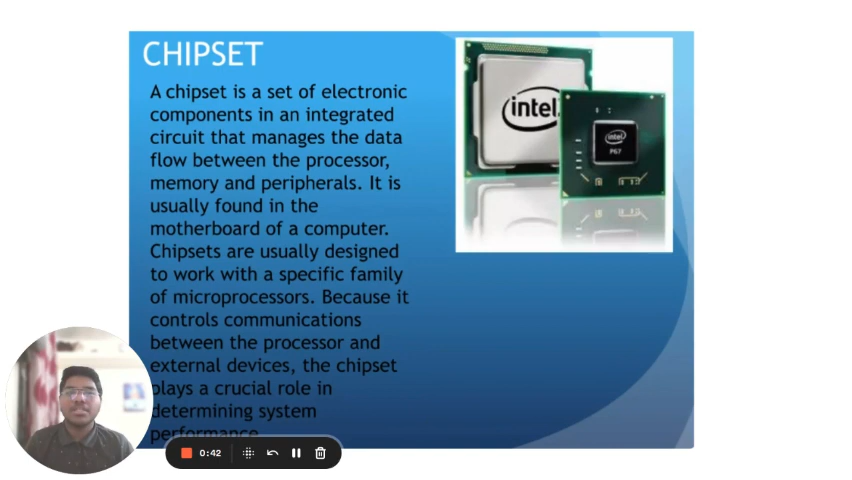 CHIPSET
A chipset is a set of electronic
components in an integrated
circuit that manages the data
flow between the processor,
memory and peripherals. It is
usually found in the
motherboard of a computer.
Chipsets are usually designed
to work with a specific family
of microprocessors. Because it
controls communications
between the processor and
external devices, the chipset
plays a crucial role in
determining system
performance
intel
intel
P67
0:42